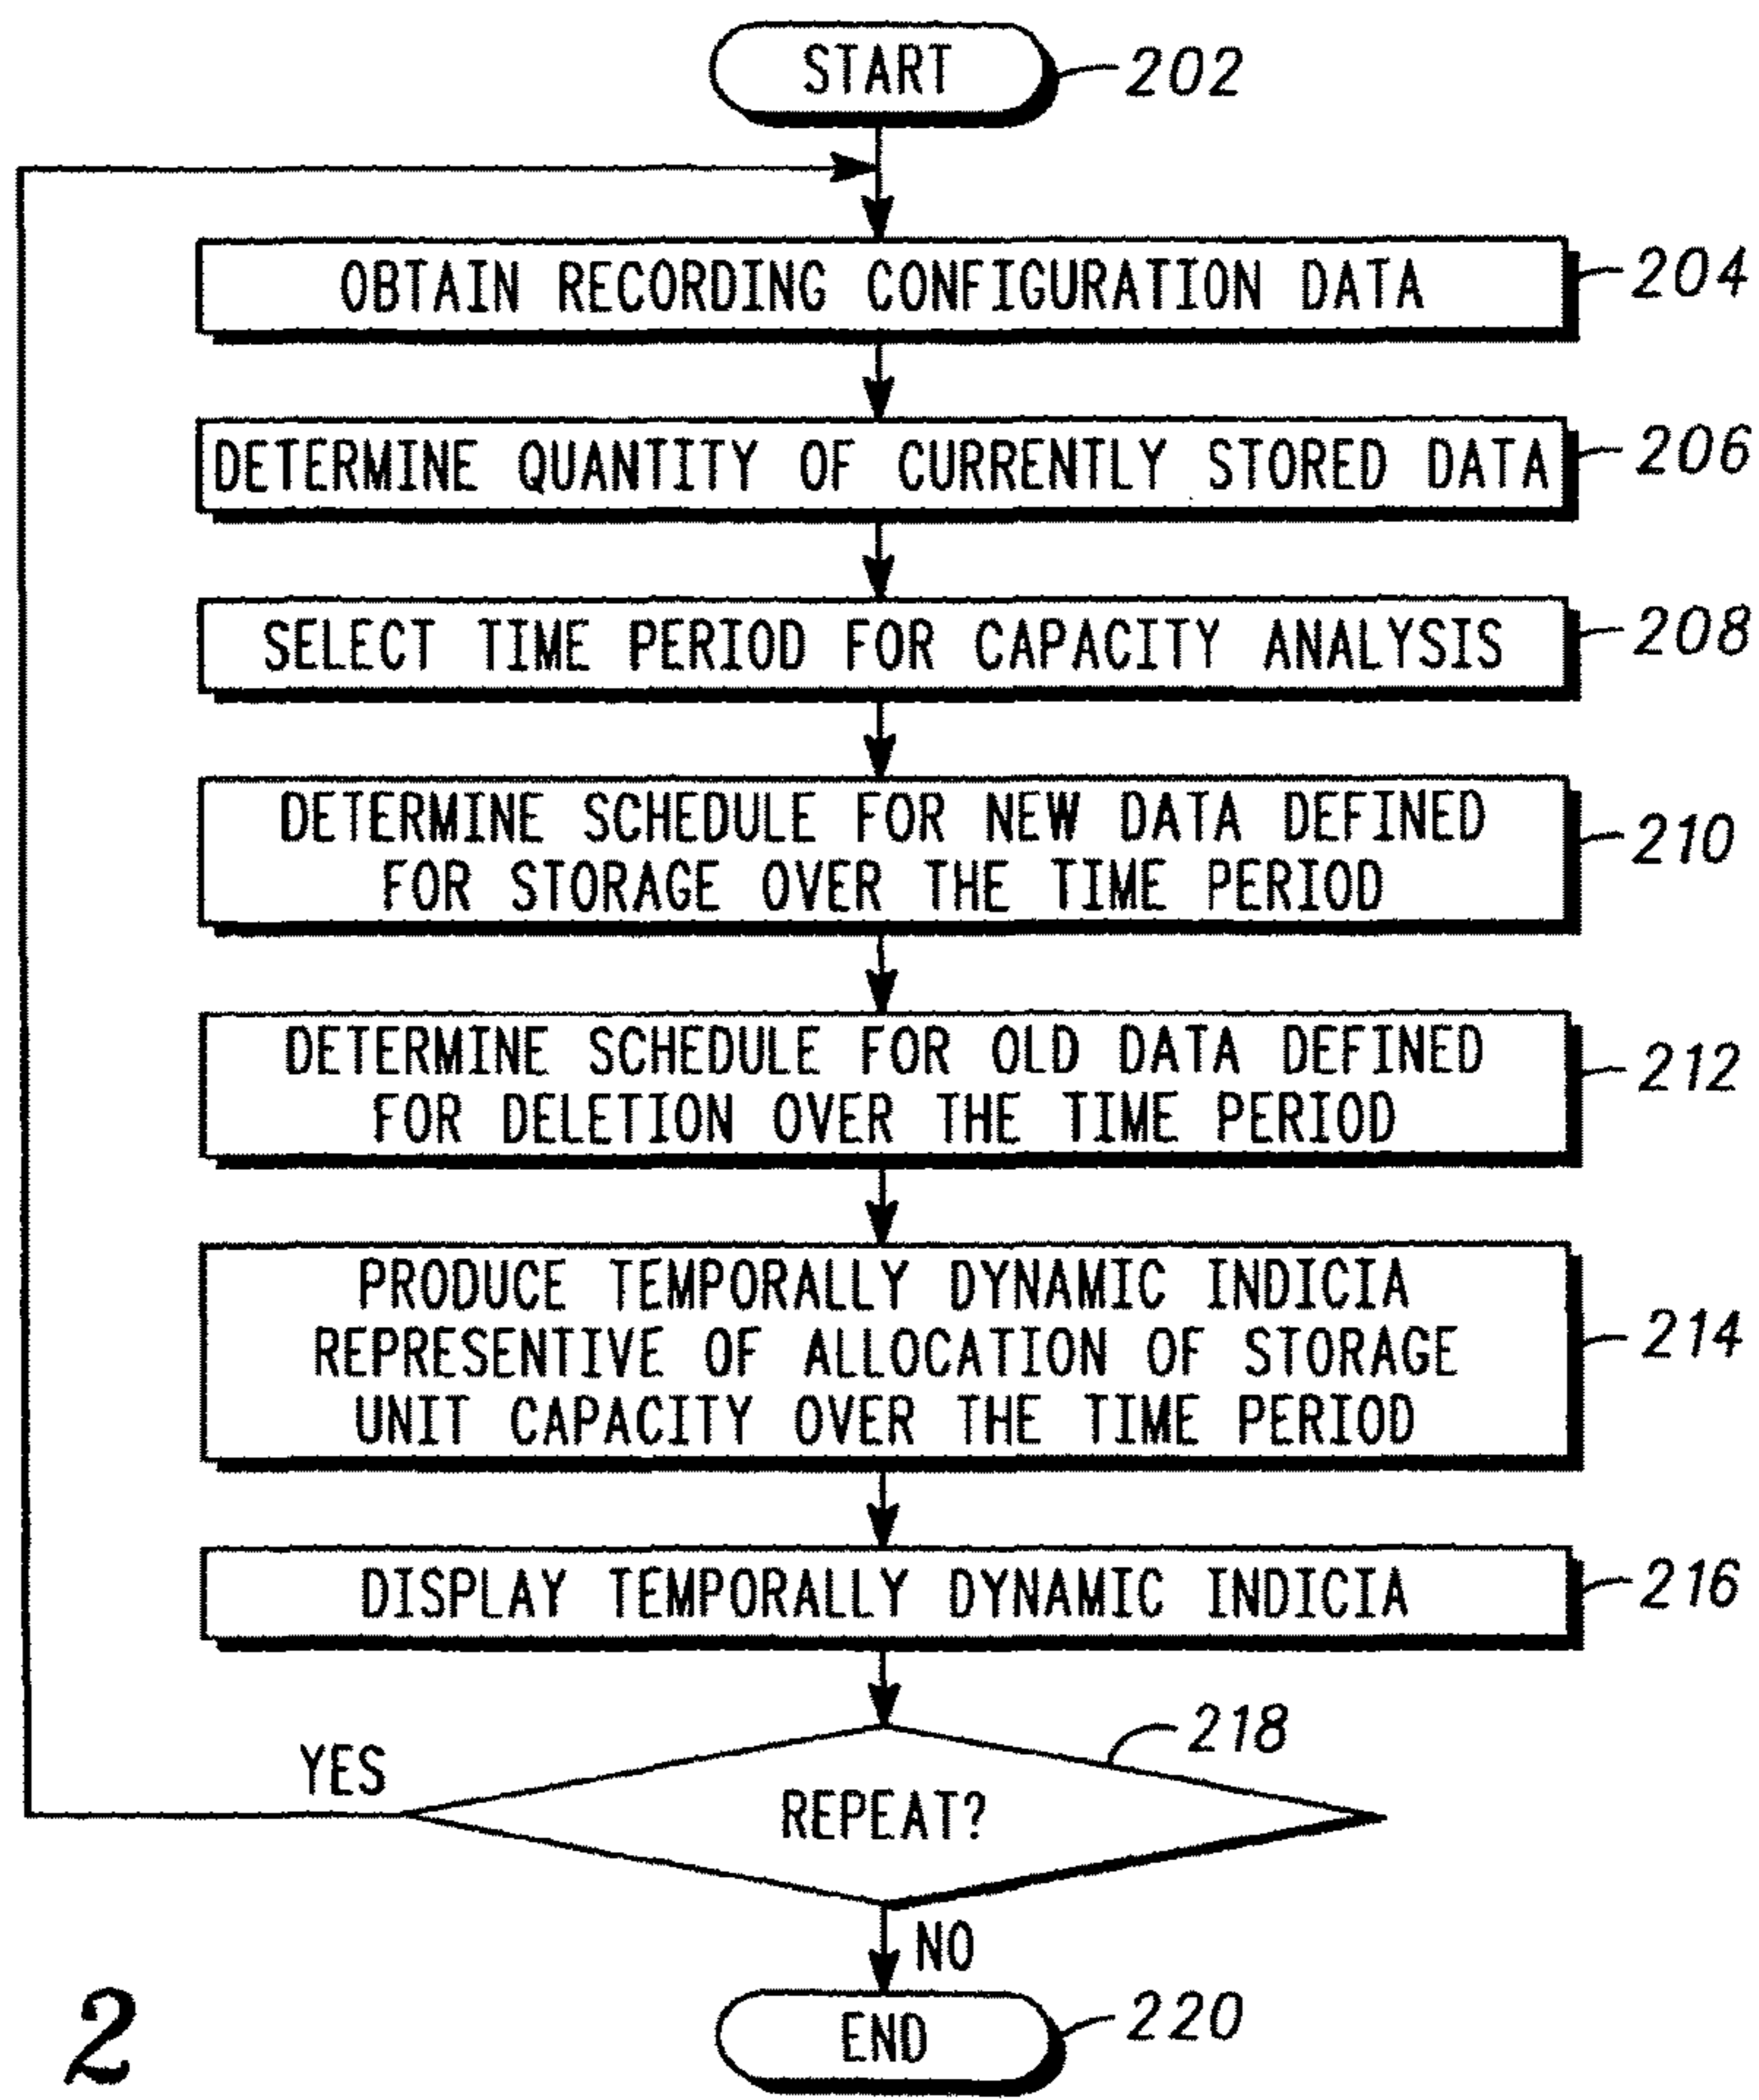 START
202
OBTAIN RECORDING CONFIGURATION DATA
204
DETERMINE QUANTITY OF CURRENTLY STORED DATA
206
SELECT TIME PERIOD FOR CAPACITY ANALYSIS
208
DETERMINE SCHEDULE FOR NEW DATA DEFINED
FOR STORAGE OVER THE TIME PERIOD
210
DETERMINE SCHEDULE FOR OLD DATA DEFINED
FOR DELETION OVER THE TIME PERIOD
212
PRODUCE TEMPORALLY DYNAMIC INDICIA
REPRESENTIVE OF ALLOCATION OF STORAGE
UNIT CAPACITY OVER THE TIME PERIOD
214
DISPLAY TEMPORALLY DYNAMIC INDICIA
216
218
YES
REPEAT?
NO
END
220
2